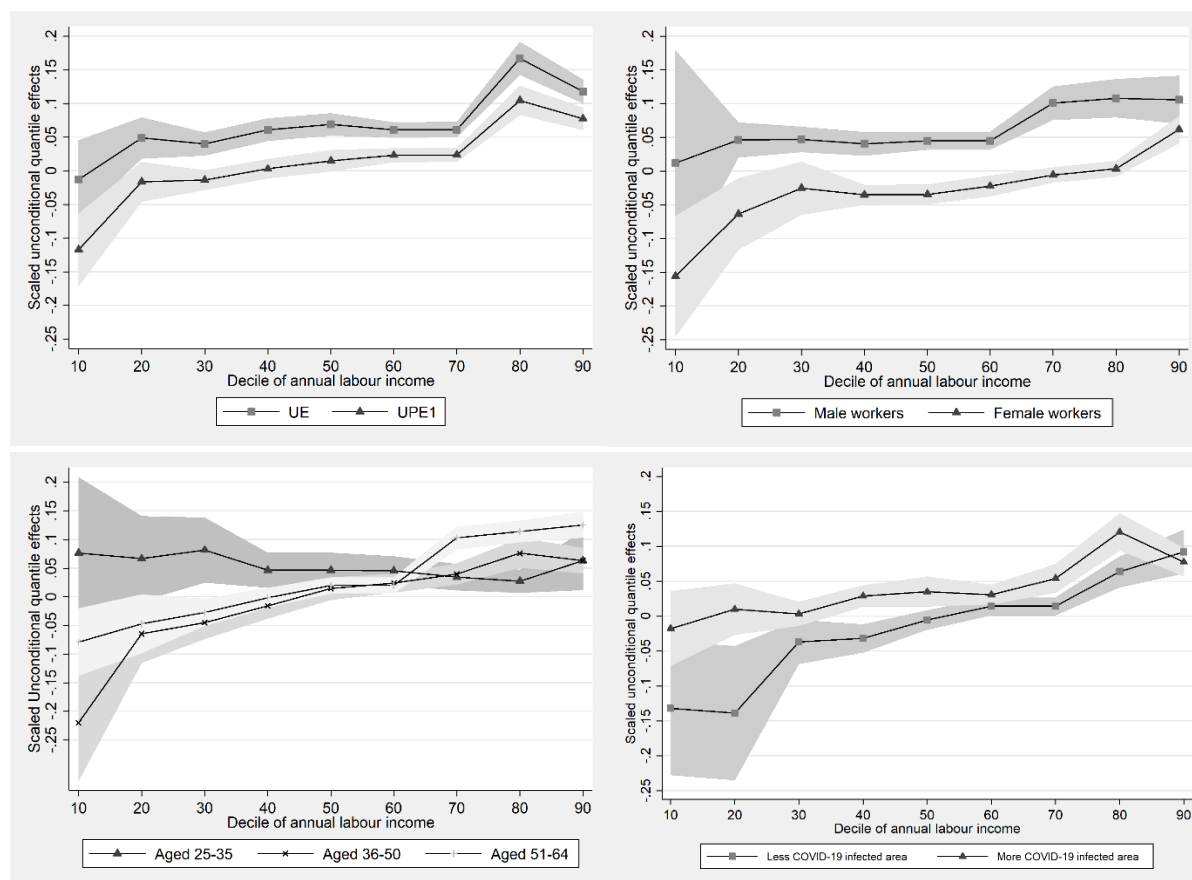 Scaled unconditional quantile effects
.2
.15
.1
.05
0
-.05
-.1
-.15
-.2
-.25
10 20 30 40 50 60 70 80 90
Decile of annual labour income
UE UPE1
Scaled unconditional quantile effects
.2
.15
.1
.05
0
-.05
-.1
-.15
-.2
-.25
10 20 30 40 50 60 70 80 90
Decile of annual labour income
Male workers Female workers
Scaled Unconditional quantile effects
.2
.15
.1
.05
0
-.05
-.1
-.15
-.2
-.25
10 20 30 40 50 60 70 80 90
Decile of annual labour income
Aged 25-35 Aged 36-50 Aged 51-64
Scaled unconditional quantile effects
.2
.15
.1
.05
0
-.05
-.1
-.15
-.2
-.25
10 20 30 40 50 60 70 80 90
Decile of annual labour income
Less COVID-19 infected area More COVID-19 infected area